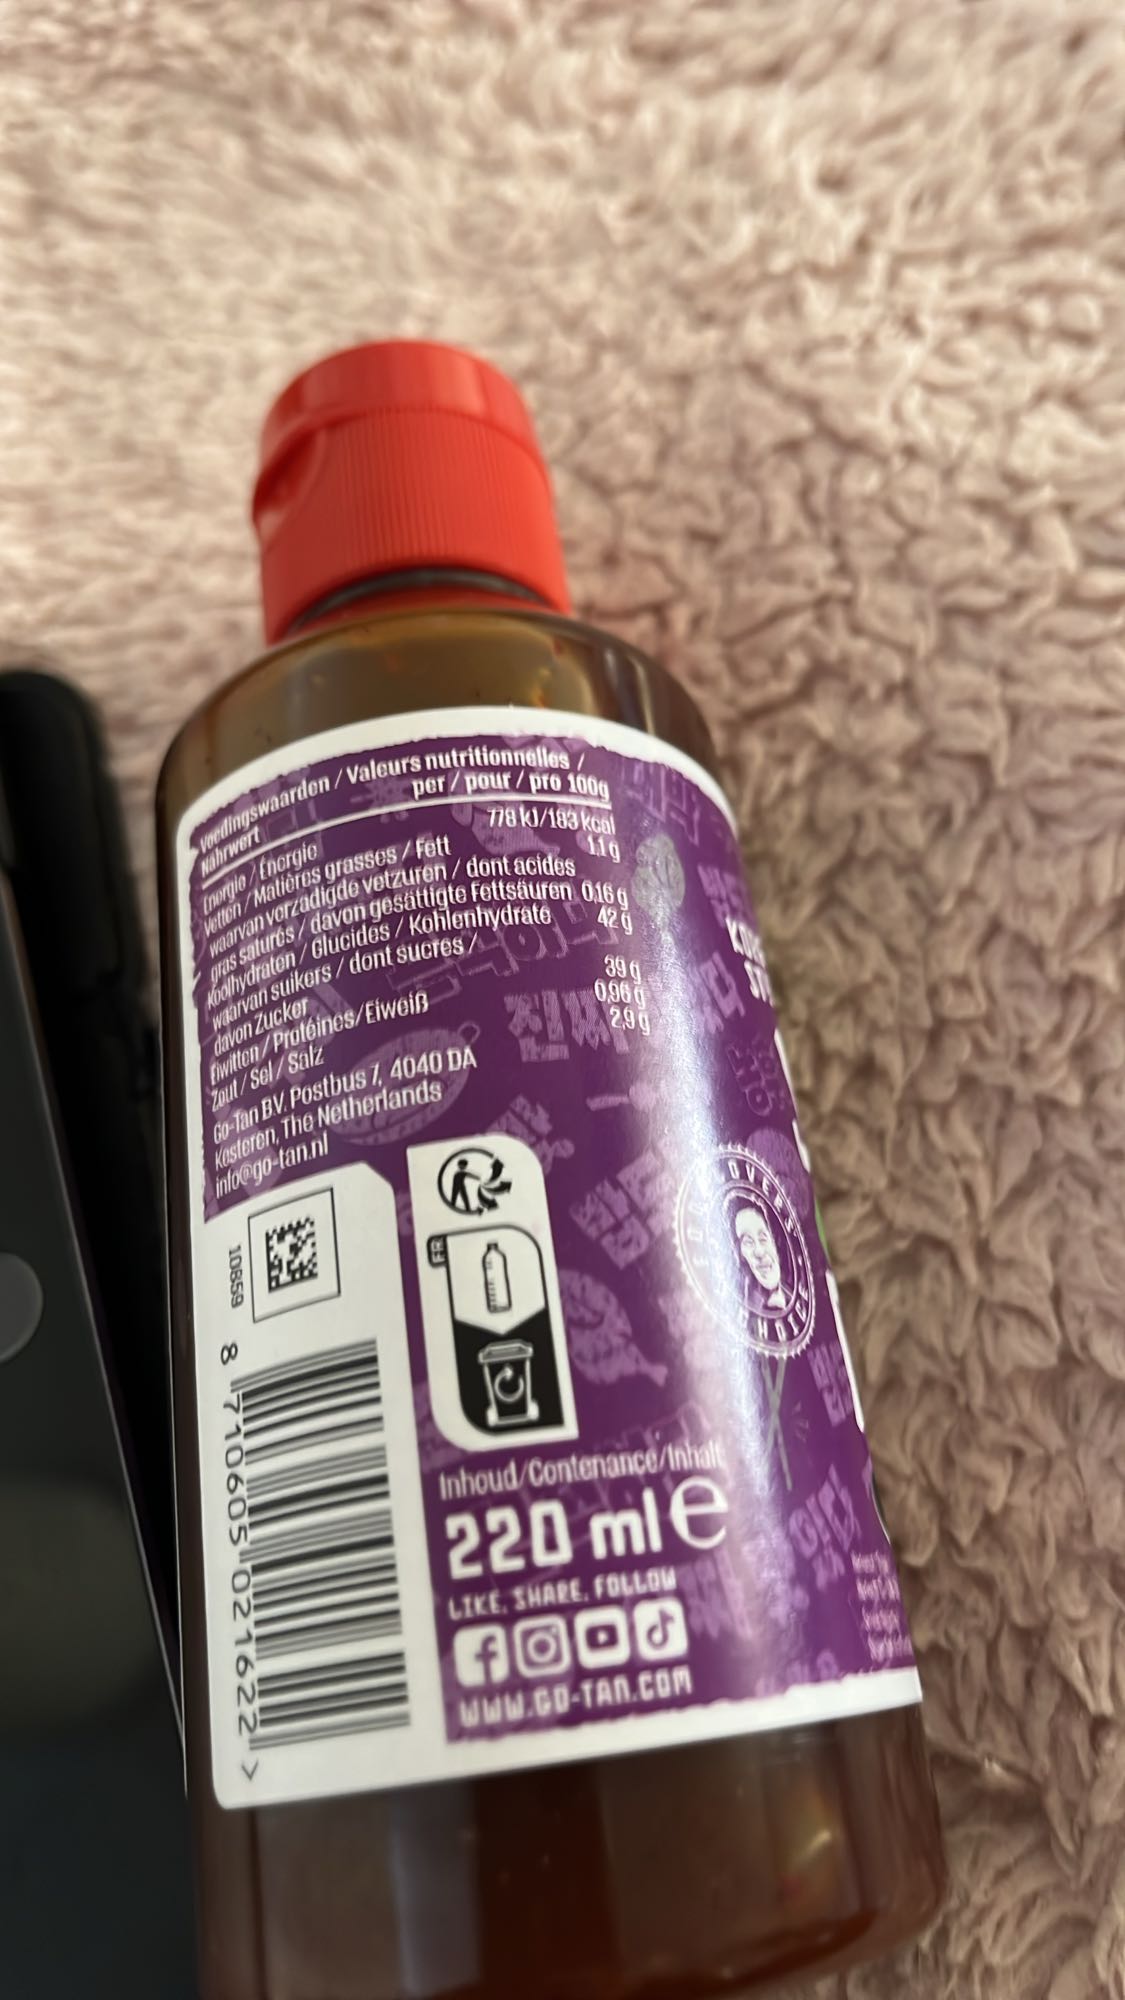 Voedingswaarden / Valeurs nutritionnelles /
Nährwert per / pour / pro 100g
Energie / Énergie 778 kJ/183 kcal
Vetten / Matières grasses / Fett 1,1 g
waarvan verzadigde vetzuren / dont acides
gras saturés / davon gesättigte Fettsäuren 0,16 g
Koolhydraten / Glucides / Kohlenhydrate 42 g
waarvan suikers / dont sucres /
davon Zucker 39 g
Eiwitten / Protéines/Eiweiß 0,96 g
Zout / Sel / Salz 2,9 g
Go-Tan B.V. Postbus 7, 4040 DA
Kesteren, The Netherlands
info@go-tan.nl
10859
8 710605 021622 >
FR
Inhoud/Contenance/Inhalt
220 ml e
LIKE, SHARE, FOLLOW
WWW.GO-TAN.COM